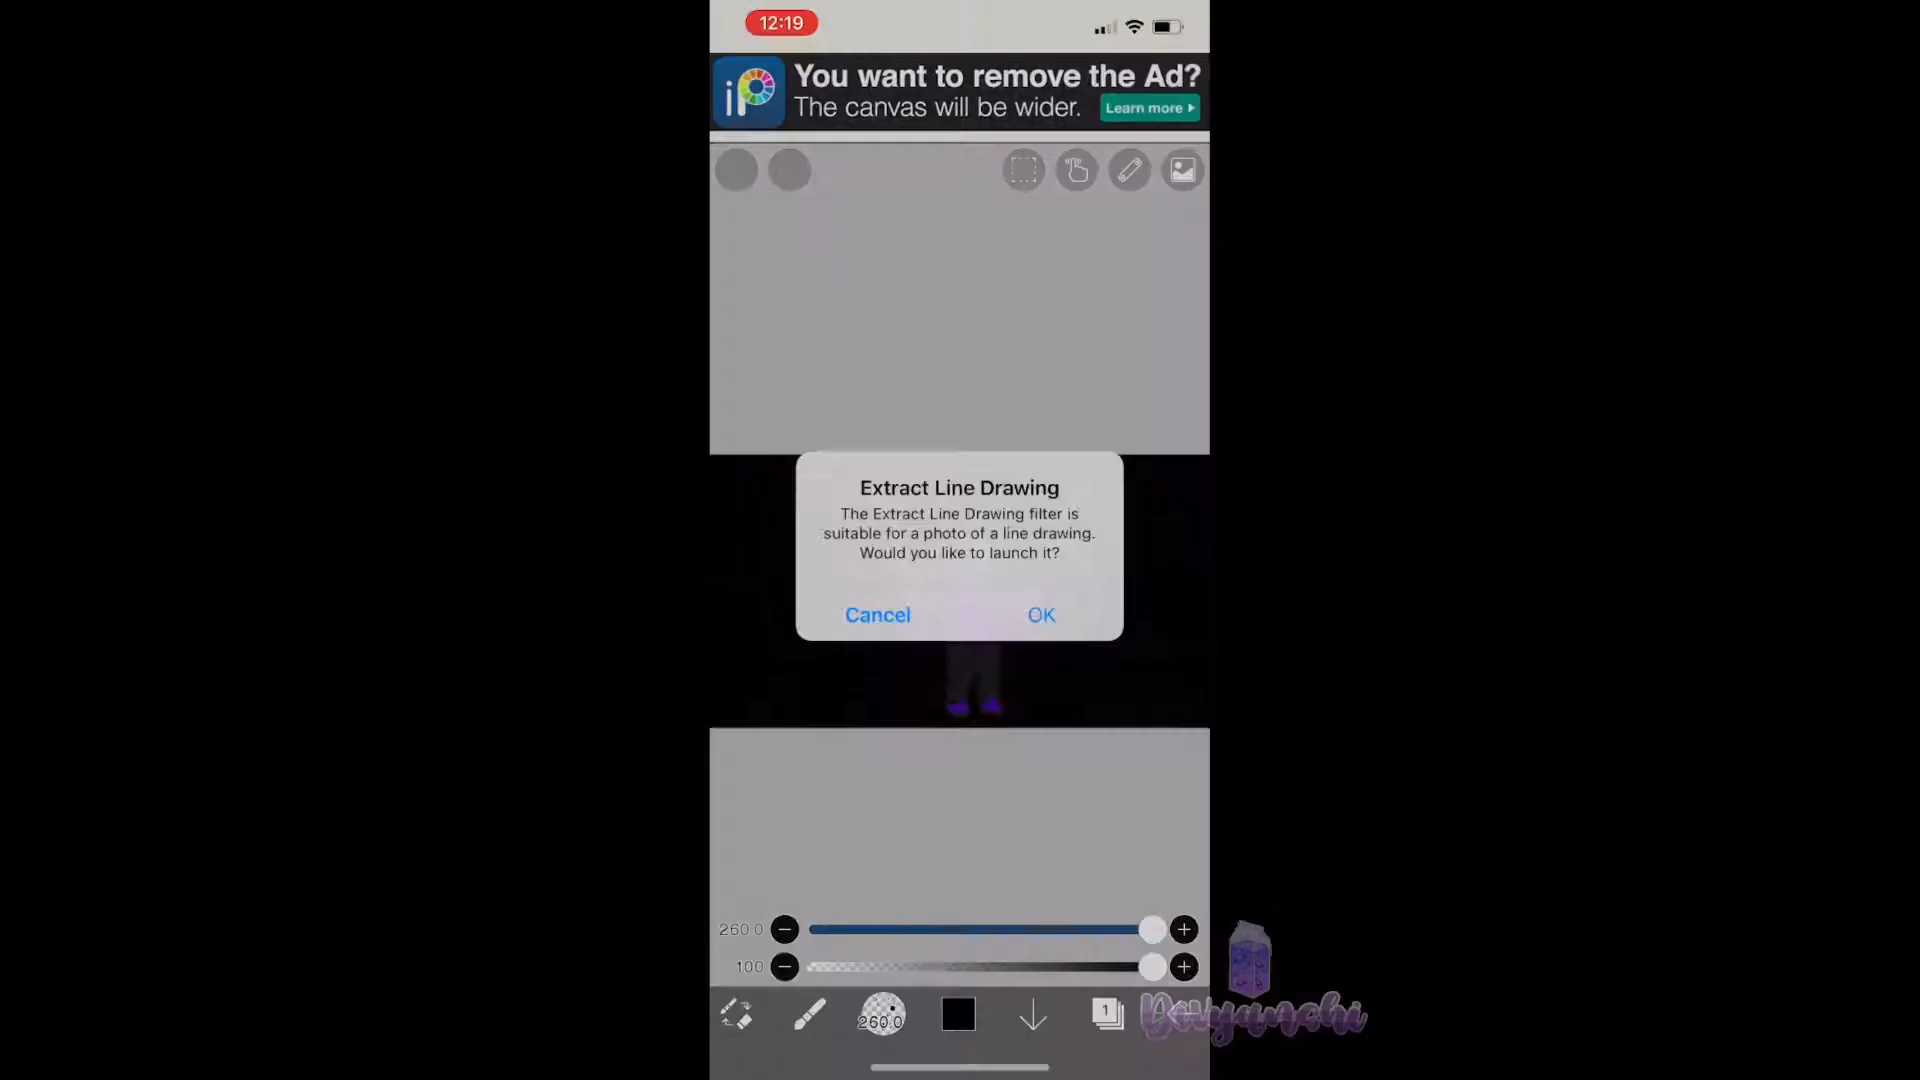 12:19
iP
You want to remove the Ad?
The canvas will be wider.
Learn more
Extract Line Drawing
The Extract Line Drawing filter is
suitable for a photo of a line drawing.
Would you like to launch it?
Cancel
OK
260.0
100
260.0
1